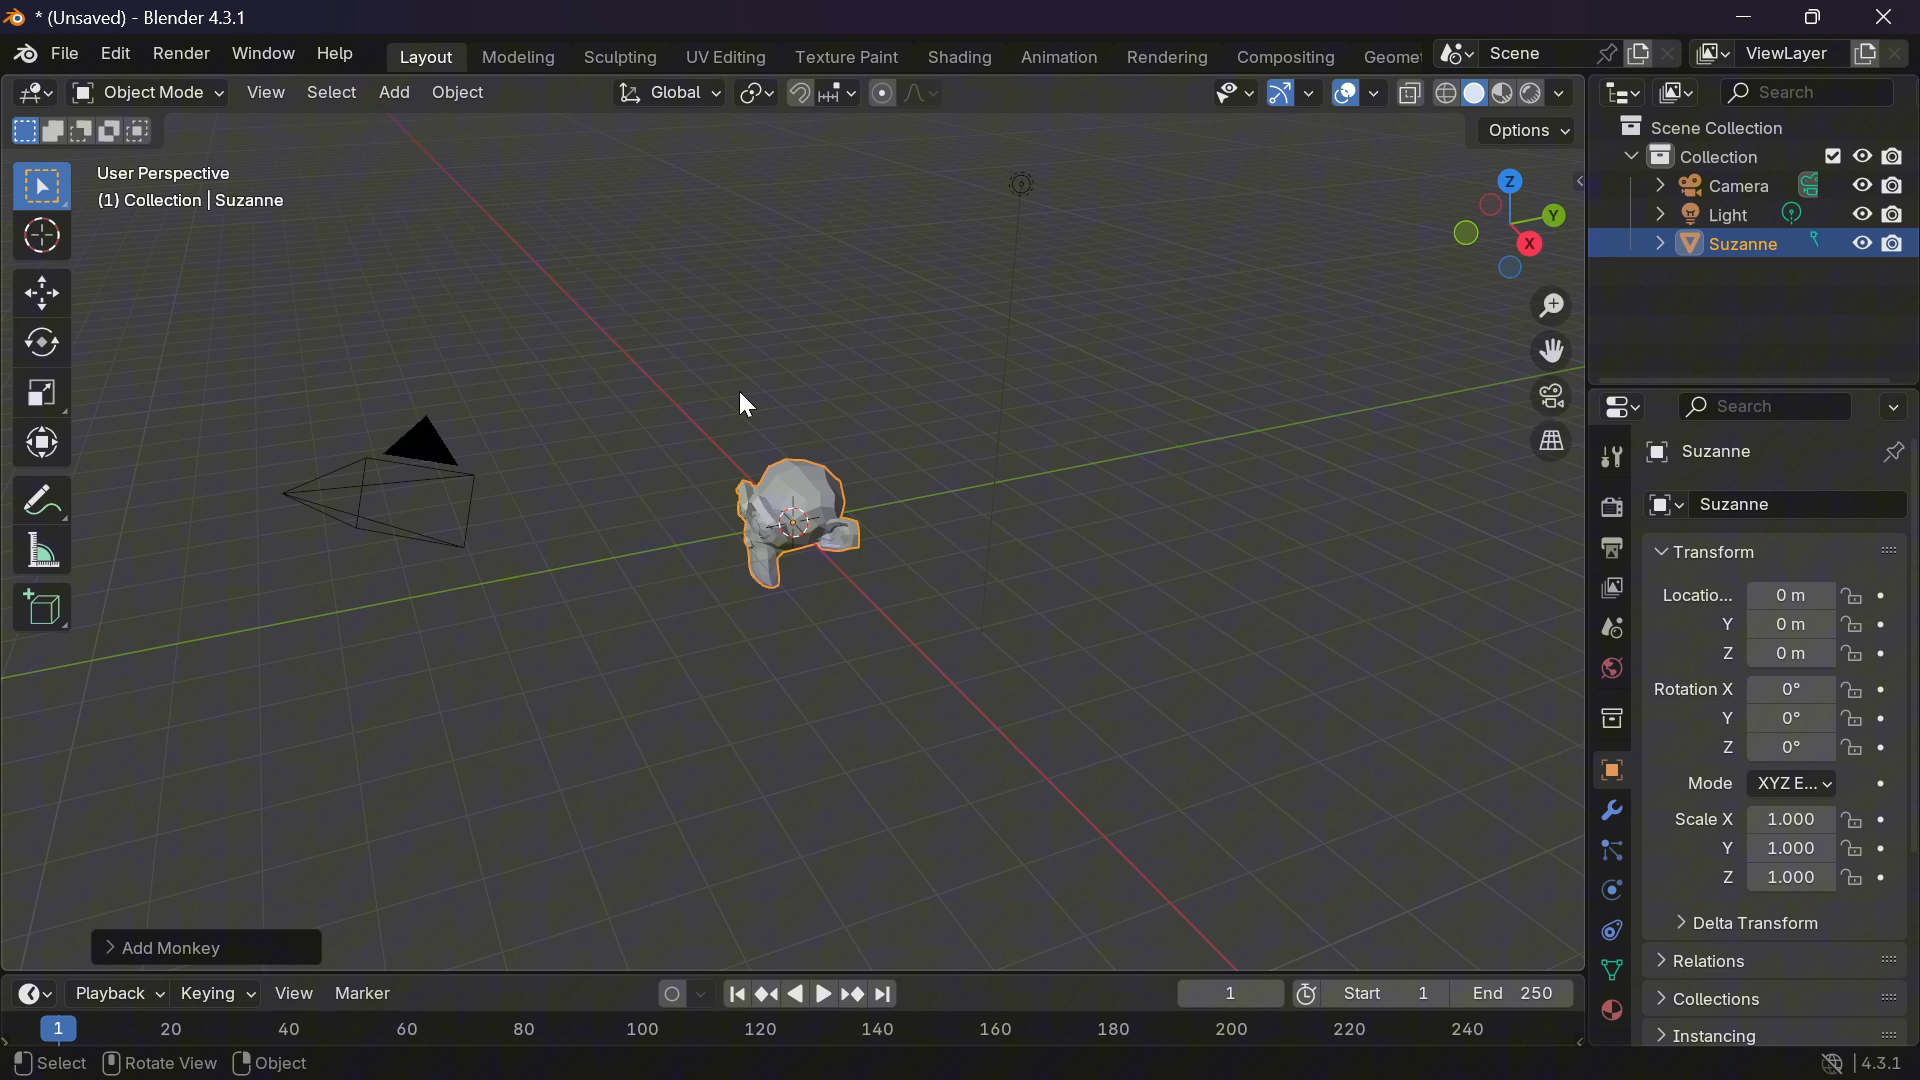 * (Unsaved) - Blender 4.3.1
File Edit Render Window Help Layout Modeling Sculpting UV Editing Texture Paint Shading Animation Rendering Compositing Geomet Scene ViewLayer
Object Mode View Select Add Object Global Search
Options
User Perspective
(1) Collection | Suzanne
Z
Y
X
Scene Collection
Collection
Camera
Light
Suzanne
Search
Suzanne
Suzanne
Transform
Locatio... 0 m
Y 0 m
Z 0 m
Rotation X 0°
Y 0°
Z 0°
Mode XYZ E...
Scale X 1.000
Y 1.000
Z 1.000
Delta Transform
Relations
Collections
Instancing
Add Monkey
Playback Keying View Marker 1 Start 1 End 250
1 20 40 60 80 100 120 140 160 180 200 220 240
Select Rotate View Object 4.3.1